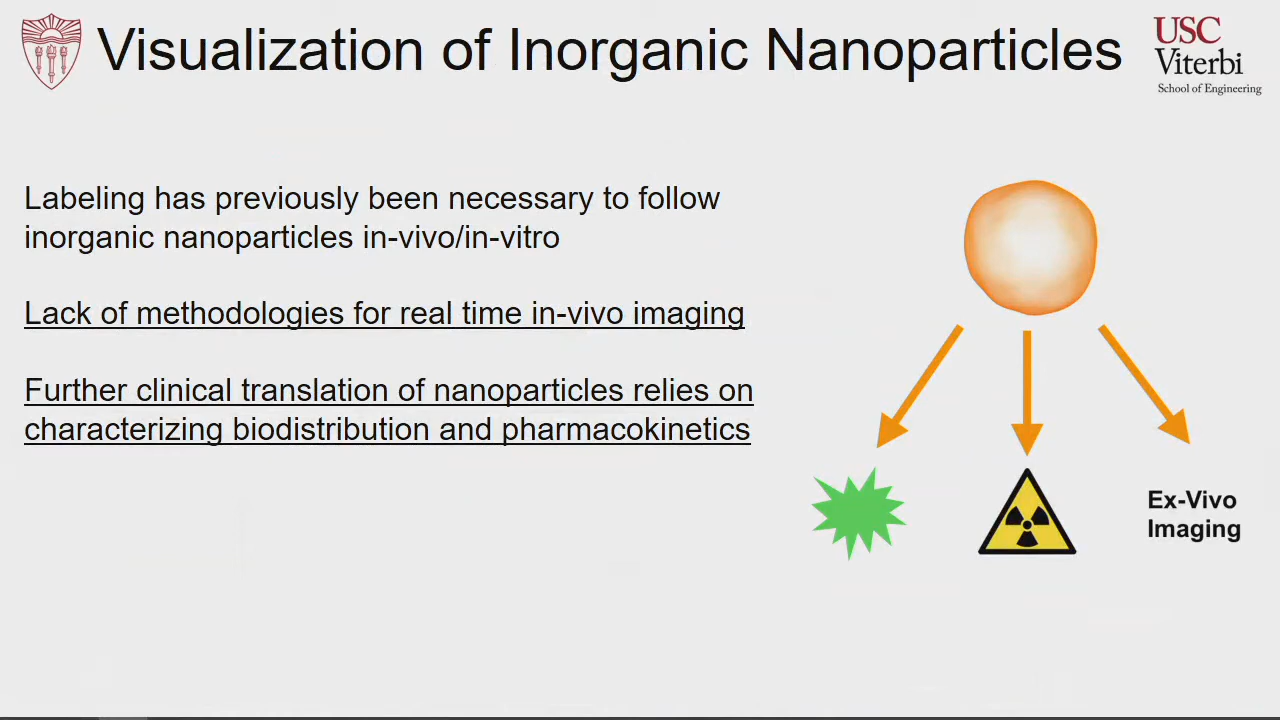 Visualization of Inorganic Nanoparticles
USC
Viterbi
School of Engineering
Labeling has previously been necessary to follow
inorganic nanoparticles in-vivo/in-vitro
Lack of methodologies for real time in-vivo imaging
Further clinical translation of nanoparticles relies on
characterizing biodistribution and pharmacokinetics
Ex-Vivo
Imaging